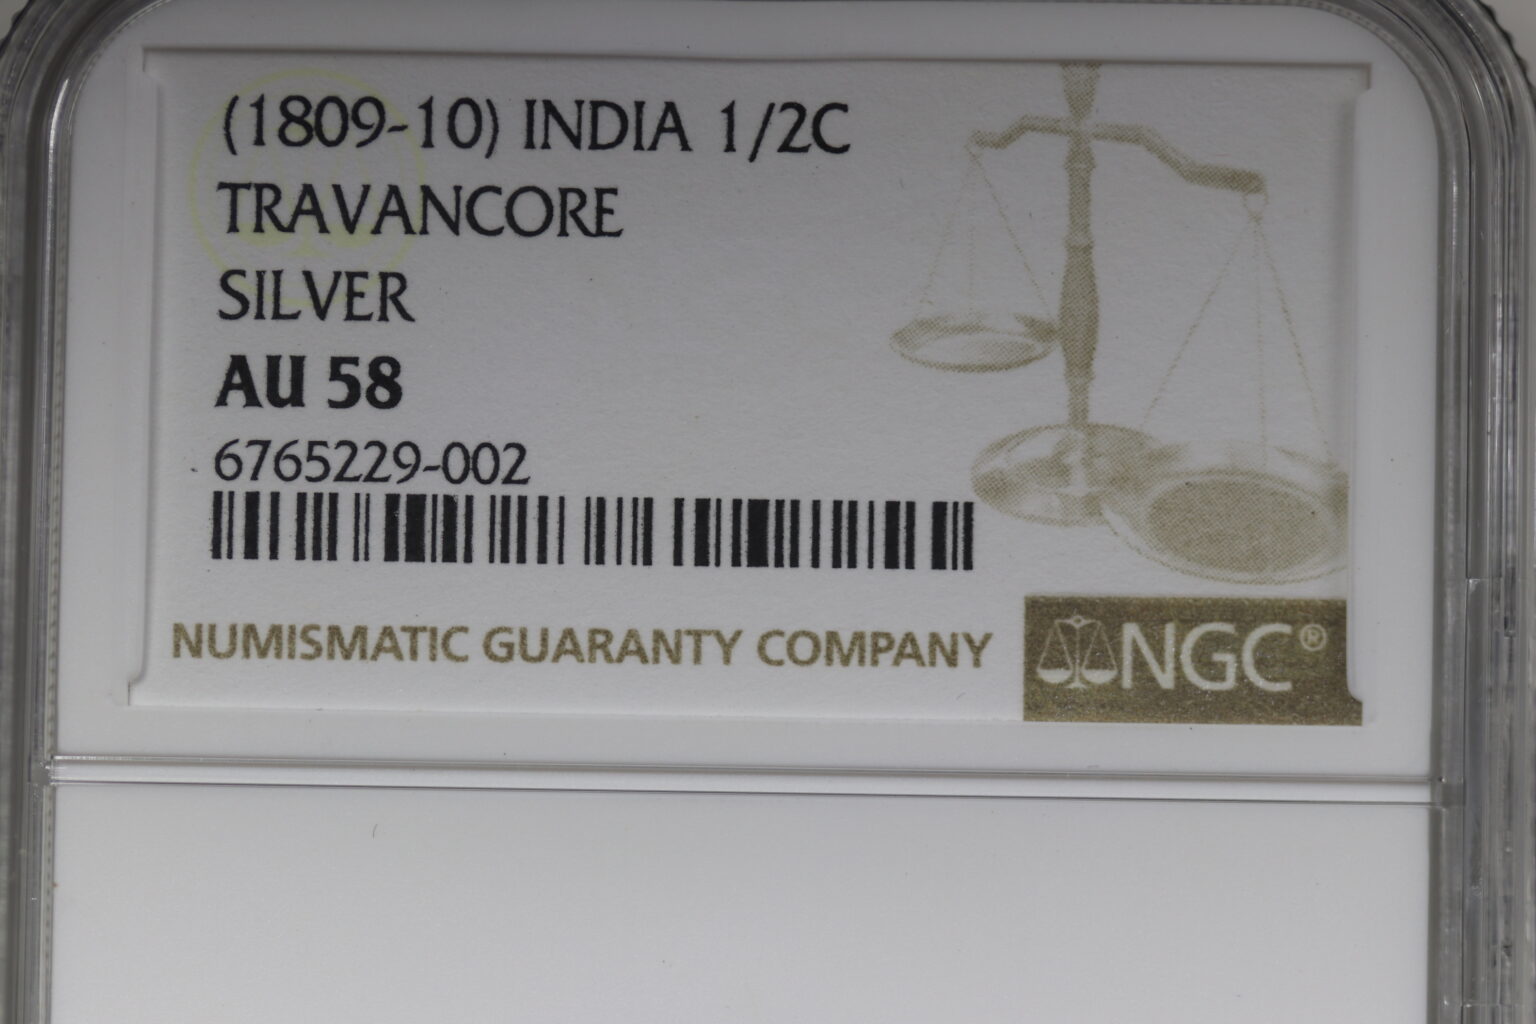 (1809-10) INDIA 1/2C
TRAVANCORE
SILVER
AU 58
6765229-002
NUMISMATIC GUARANTY COMPANY
NGC®